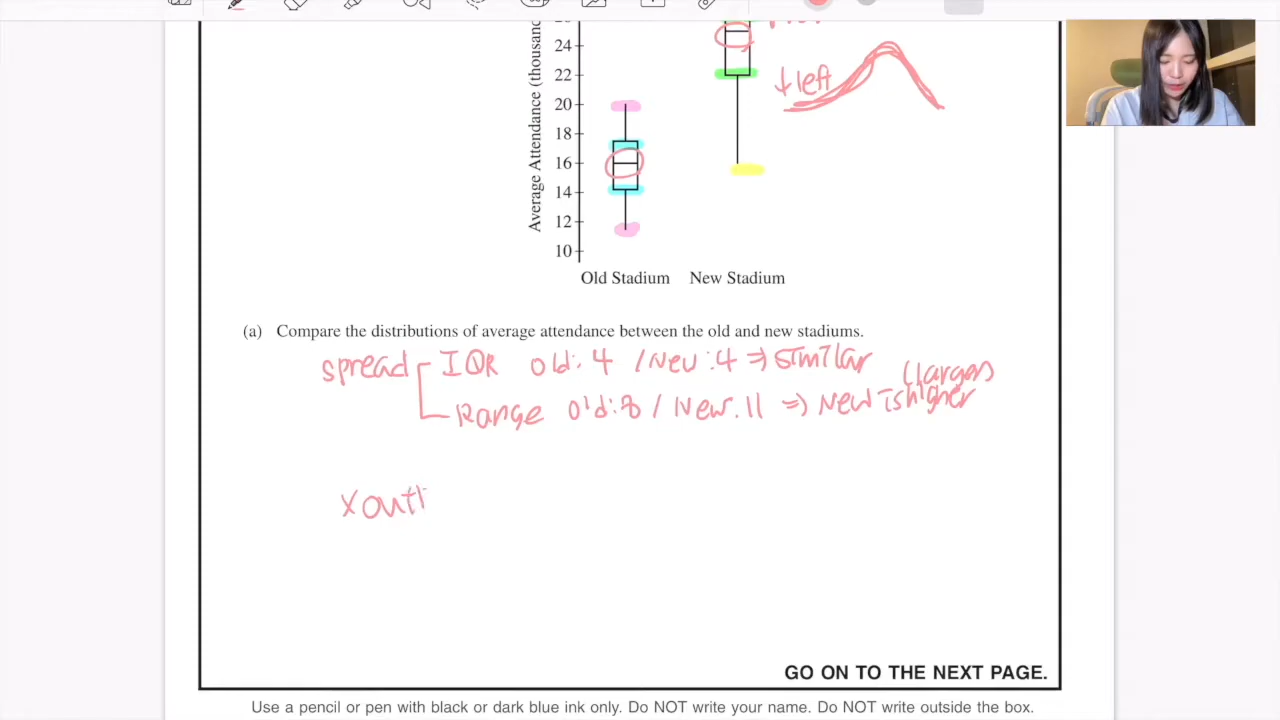 Average Attendance (thousan
24
22
20
18
16
14
12
10
↓ left
Old Stadium New Stadium
(a) Compare the distributions of average attendance between the old and new stadiums.
spread IQR old: 4 / New: 4 ⇒ similar
(larger)
Range old: 8 / New: 11 ⇒ New is higher
x outl
GO ON TO THE NEXT PAGE.
Use a pencil or pen with black or dark blue ink only. Do NOT write your name. Do NOT write outside the box.